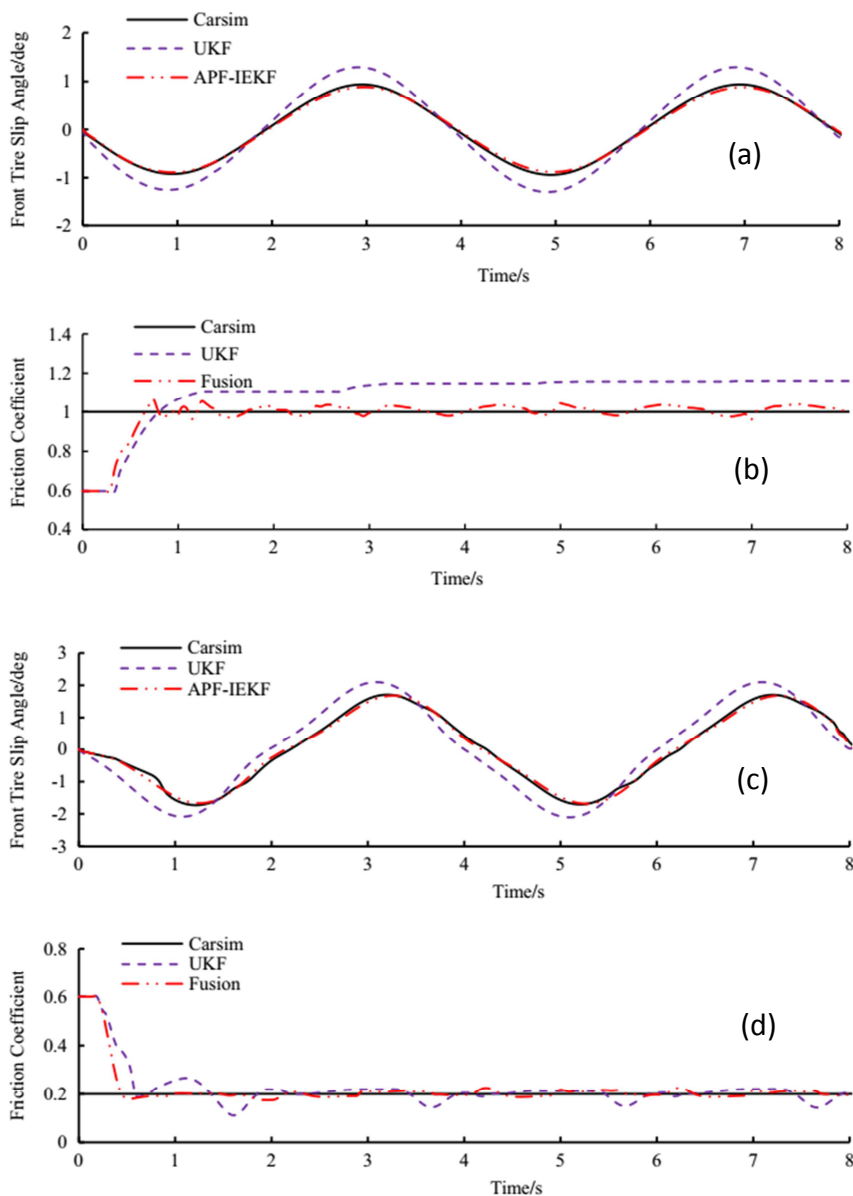 Carsim
UKF
APF-IEKF
Front Tire Slip Angle/deg
2
1
0
-1
-2
(a)
0 1 2 3 4 5 6 7 8
Time/s
Carsim
UKF
Fusion
Friction Coefficient
1.4
1.2
1
0.8
0.6
0.4
(b)
0 1 2 3 4 5 6 7 8
Time/s
Carsim
UKF
APF-IEKF
Front Tire Slip Angle/deg
3
2
1
0
-1
-2
-3
(c)
0 1 2 3 4 5 6 7 8
Time/s
Carsim
UKF
Fusion
Friction Coefficient
0.8
0.6
0.4
0.2
0
(d)
0 1 2 3 4 5 6 7 8
Time/s